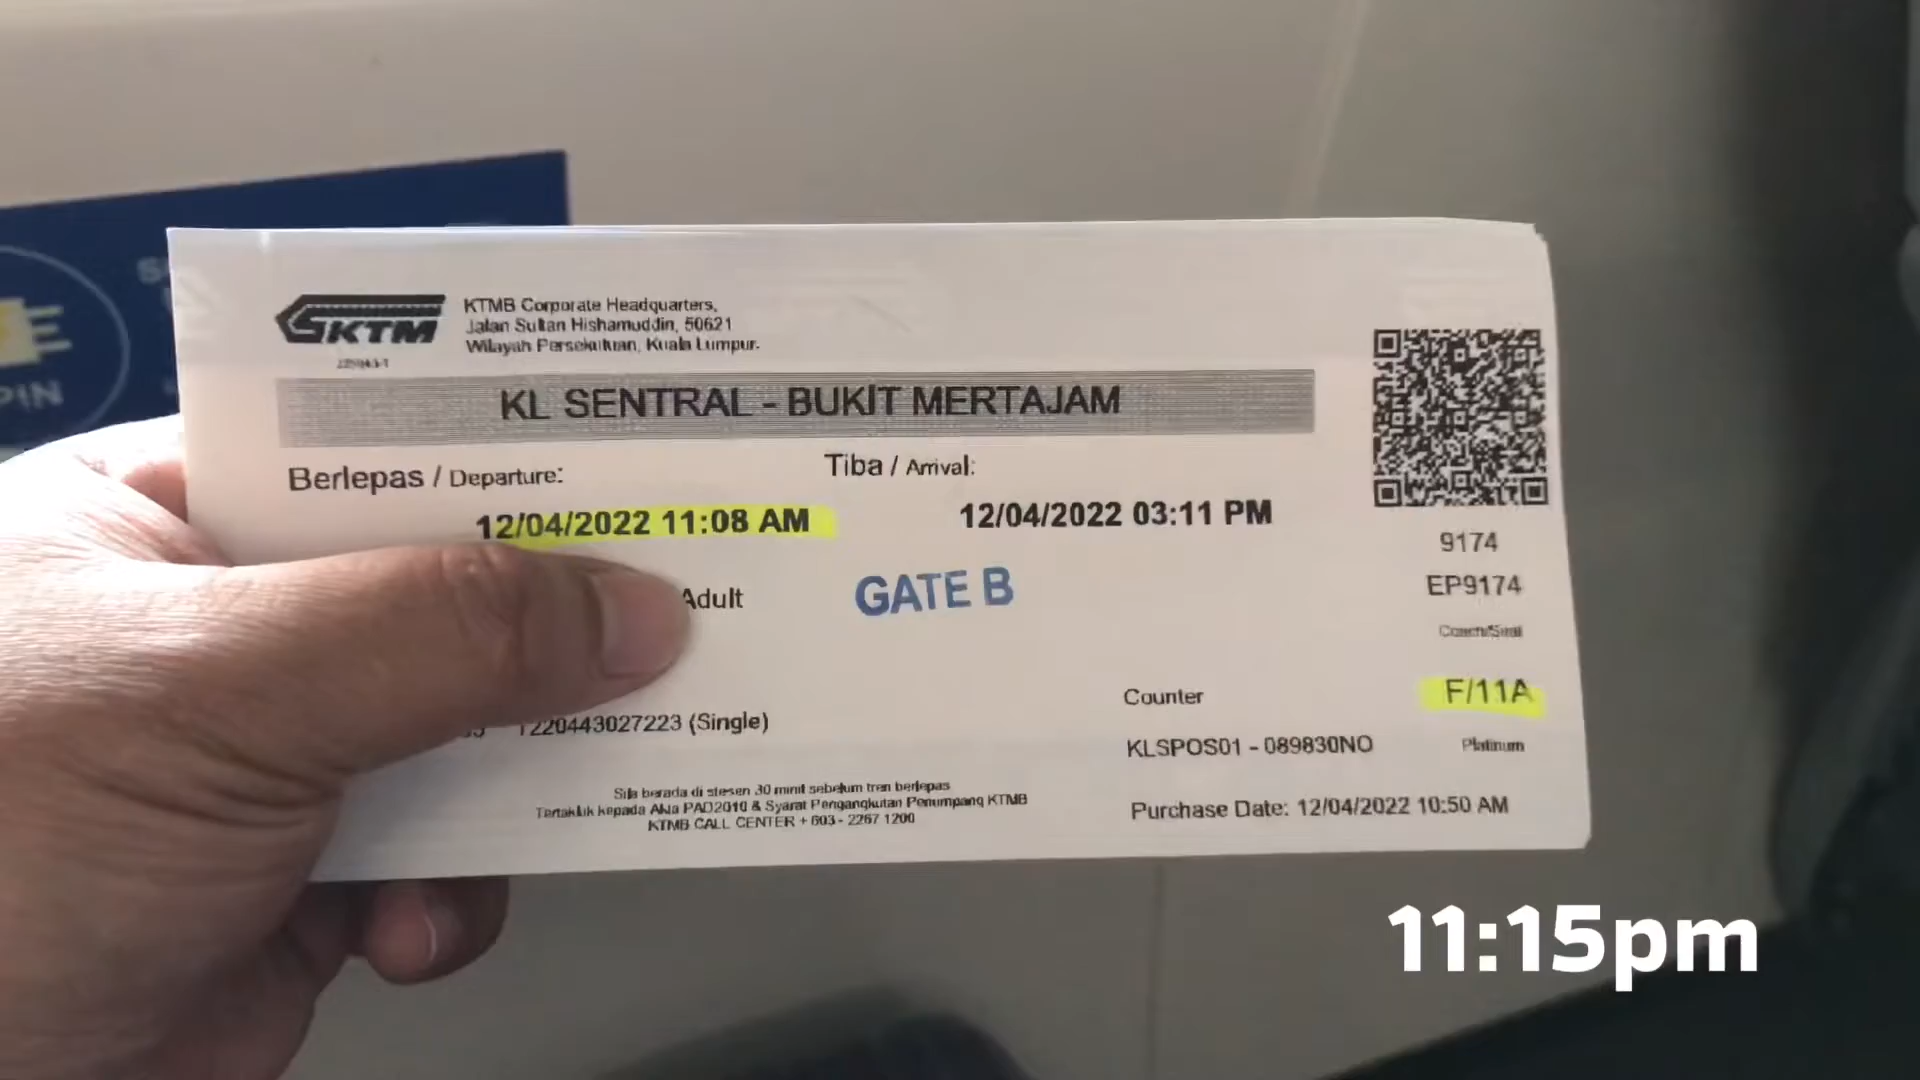 KTM
KTMB Corporate Headquarters,
Jalan Sultan Hishamuddin, 50621
Wilayah Persekutuan, Kuala Lumpur.
KL SENTRAL - BUKIT MERTAJAM
Berlepas / Departure:
Tiba / Arrival:
12/04/2022 11:08 AM
12/04/2022 03:11 PM
9174
EP9174
Adult
GATE B
Coach/Seat
F/11A
Counter
1220443027223 (Single)
KLSPOS01 - 089830NO
Platinum
Sila berada di stesen 30 minit sebelum tren berlepas
Tertakluk kepada Akta PAD2010 & Syarat Pengangkutan Penumpang KTMB
KTMB CALL CENTER + 603 - 2267 1200
Purchase Date: 12/04/2022 10:50 AM
PIN
11:15pm